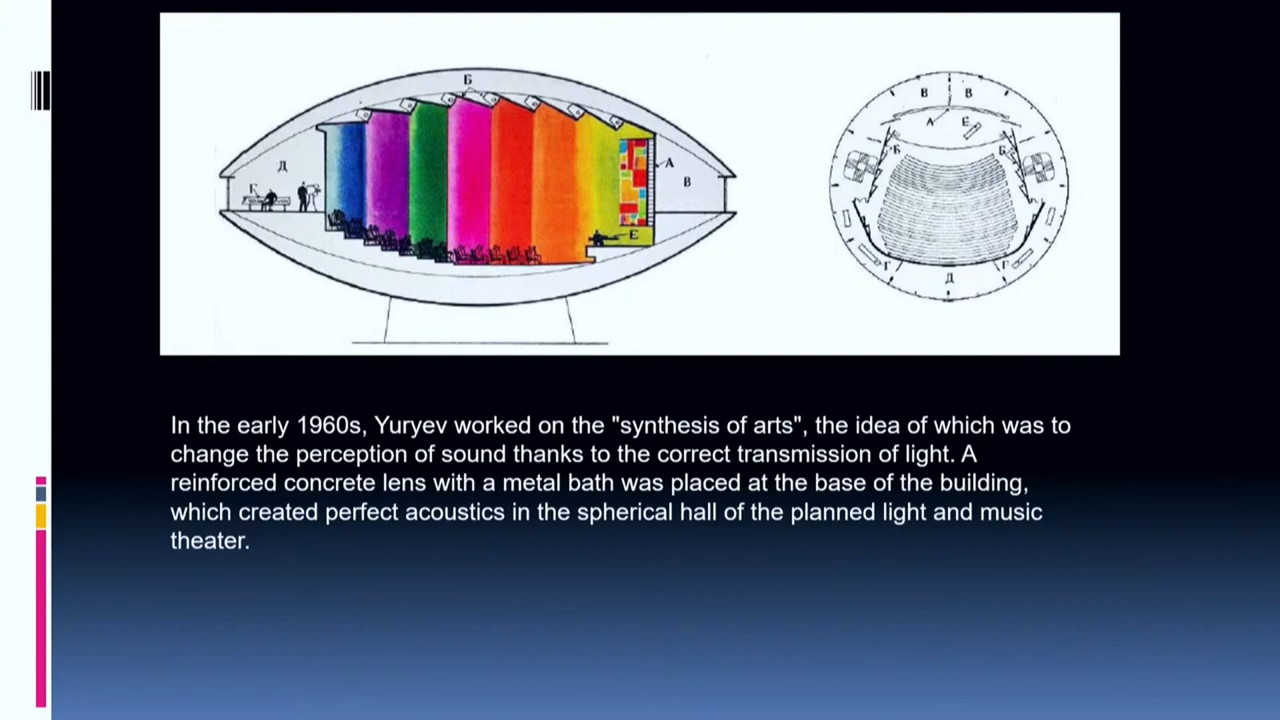 Б
Д
Г
А
В
Е
В В
А Е
Б Б
Г Г
Д
In the early 1960s, Yuryev worked on the "synthesis of arts", the idea of which was to
change the perception of sound thanks to the correct transmission of light. A
reinforced concrete lens with a metal bath was placed at the base of the building,
which created perfect acoustics in the spherical hall of the planned light and music
theater.